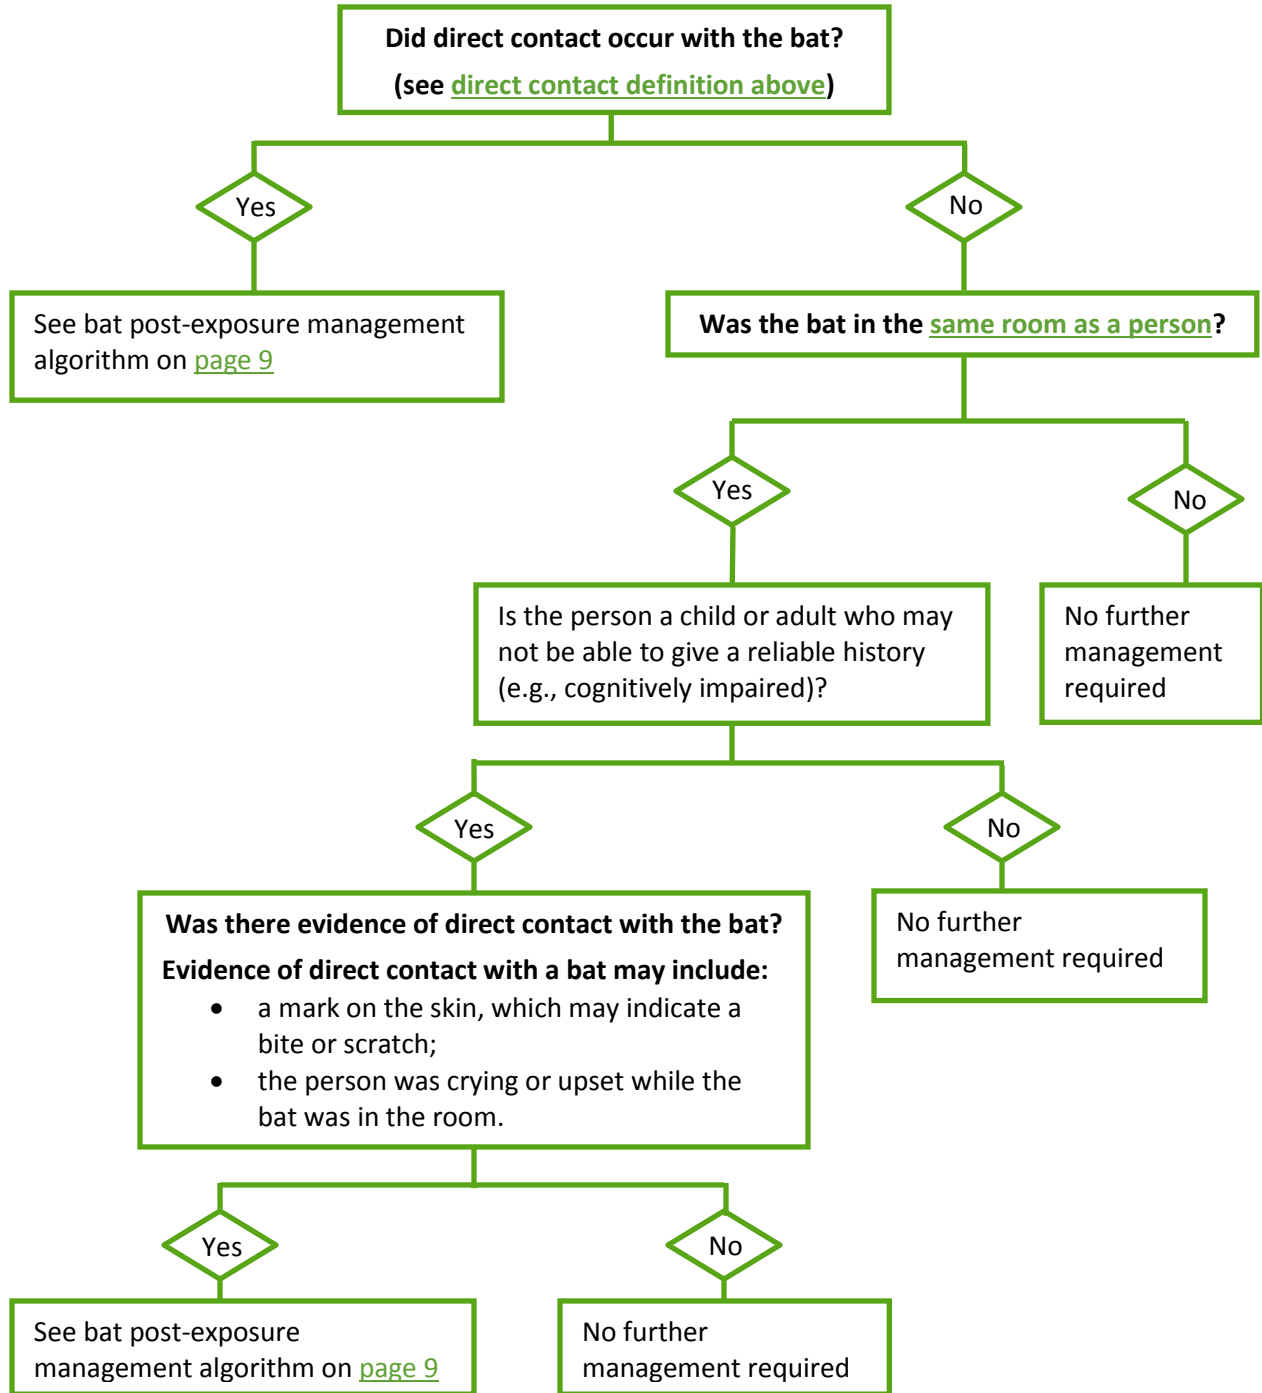 Did direct contact occur with the bat?
(see direct contact definition above)
Yes
No
See bat post-exposure management
algorithm on page 9
Was the bat in the same room as a person?
Yes
No
Is the person a child or adult who may
not be able to give a reliable history
(e.g., cognitively impaired)?
No further
management
required
Yes
No
Was there evidence of direct contact with the bat?
Evidence of direct contact with a bat may include:
• a mark on the skin, which may indicate a
bite or scratch;
• the person was crying or upset while the
bat was in the room.
No further
management required
Yes
No
See bat post-exposure
management algorithm on page 9
No further
management required